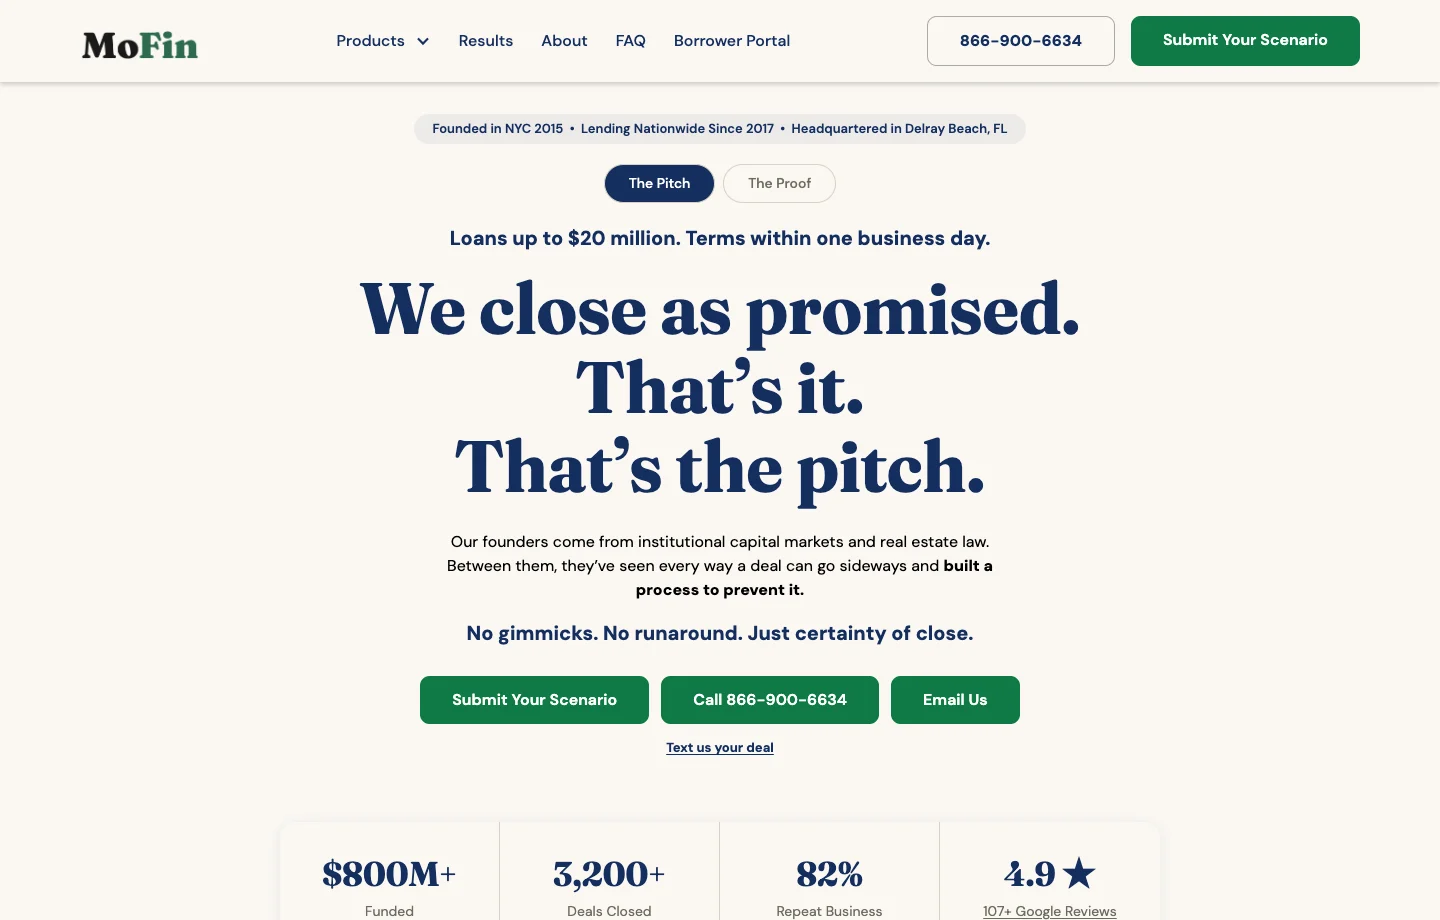 MoFin
Products
Results
About
FAQ
Borrower Portal
866-900-6634
Submit Your Scenario
Founded in NYC 2015 • Lending Nationwide Since 2017 • Headquartered in Delray Beach, FL
The Pitch
The Proof
Loans up to $20 million. Terms within one business day.
We close as promised.
That’s it.
That’s the pitch.
Our founders come from institutional capital markets and real estate law.
Between them, they’ve seen every way a deal can go sideways and built a
process to prevent it.
No gimmicks. No runaround. Just certainty of close.
Submit Your Scenario
Call 866-900-6634
Email Us
Text us your deal
$800M+
Funded
3,200+
Deals Closed
82%
Repeat Business
4.9 ★
107+ Google Reviews